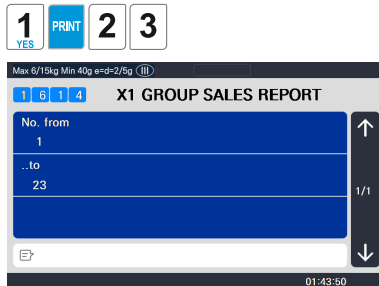 1 PRINT 2 3
YES
Max 6/15kg Min 40g e=d=2/5g III
1 6 1 4 X1 GROUP SALES REPORT
No. from
1
..to
23
1/1
01:43:50